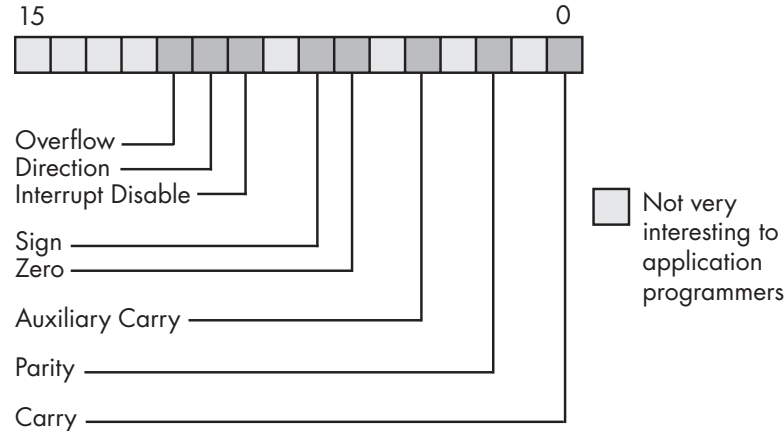 15
0
Overflow
Direction
Interrupt Disable
Sign
Zero
Auxiliary Carry
Parity
Carry
Not very
interesting to
application
programmers